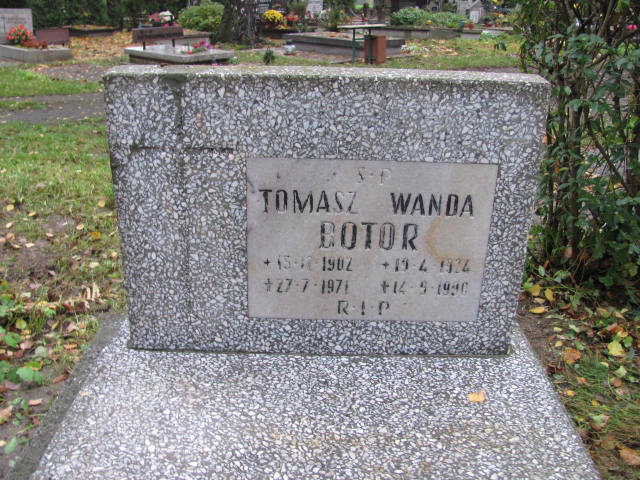 Ś·P
TOMASZ WANDA
BOTOR
*15·12·1902 *19·4·1924
†27·7·1971 †14·9·1990
R·I·P